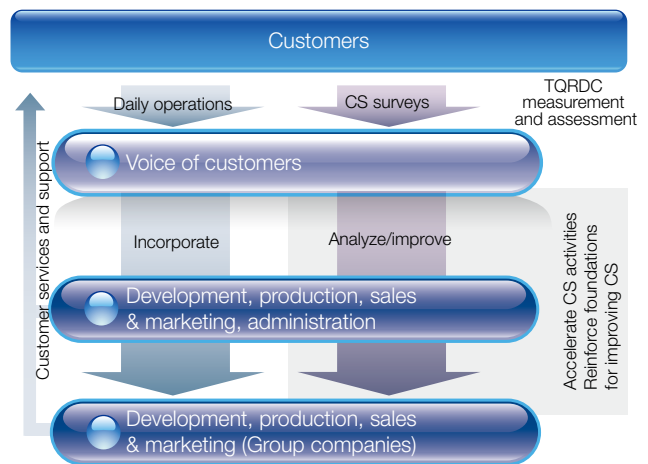 Customers
Daily operations
CS surveys
TQRDC
measurement
and assessment
Voice of customers
Incorporate
Analyze/improve
Development, production, sales
& marketing, administration
Development, production, sales
& marketing (Group companies)
Customer services and support
Accelerate CS activities
Reinforce foundations
for improving CS